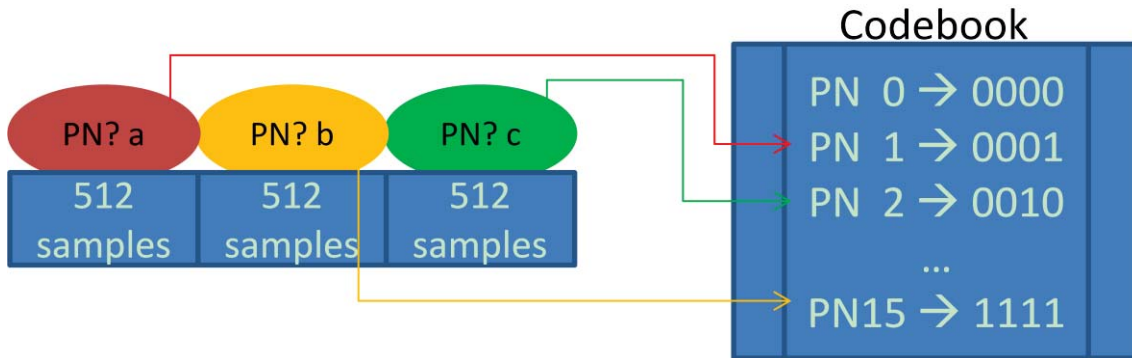 Codebook
PN? a
PN? b
PN? c
512
samples
512
samples
512
samples
PN 0 → 0000
PN 1 → 0001
PN 2 → 0010
...
PN15 → 1111